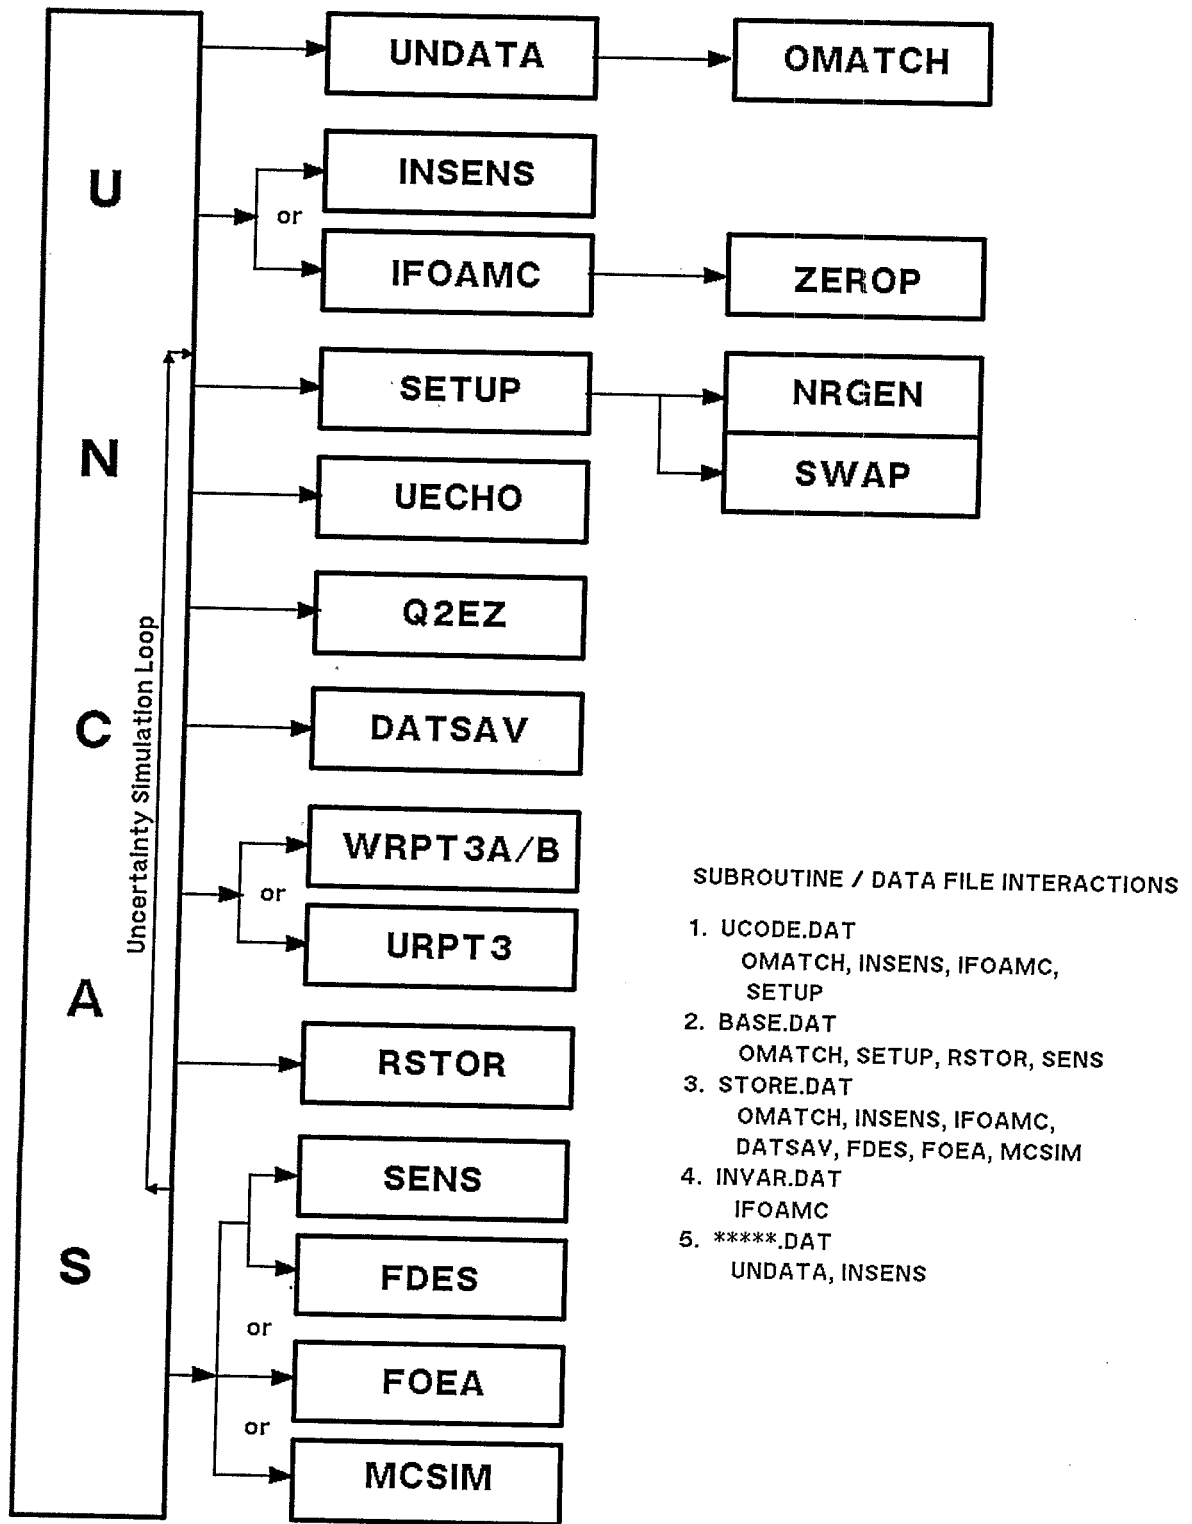 UNCAS
Uncertainty Simulation Loop
UNDATA
OMATCH
INSENS
or
IFOAMC
ZEROP
SETUP
NRGEN
SWAP
UECHO
Q2EZ
DATSAV
WRPT3A/B
or
URPT3
RSTOR
SENS
FDES
or
FOEA
or
MCSIM
SUBROUTINE / DATA FILE INTERACTIONS
1. UCODE.DAT
OMATCH, INSENS, IFOAMC,
SETUP
2. BASE.DAT
OMATCH, SETUP, RSTOR, SENS
3. STORE.DAT
OMATCH, INSENS, IFOAMC,
DATSAV, FDES, FOEA, MCSIM
4. INVAR.DAT
IFOAMC
5. *****.DAT
UNDATA, INSENS